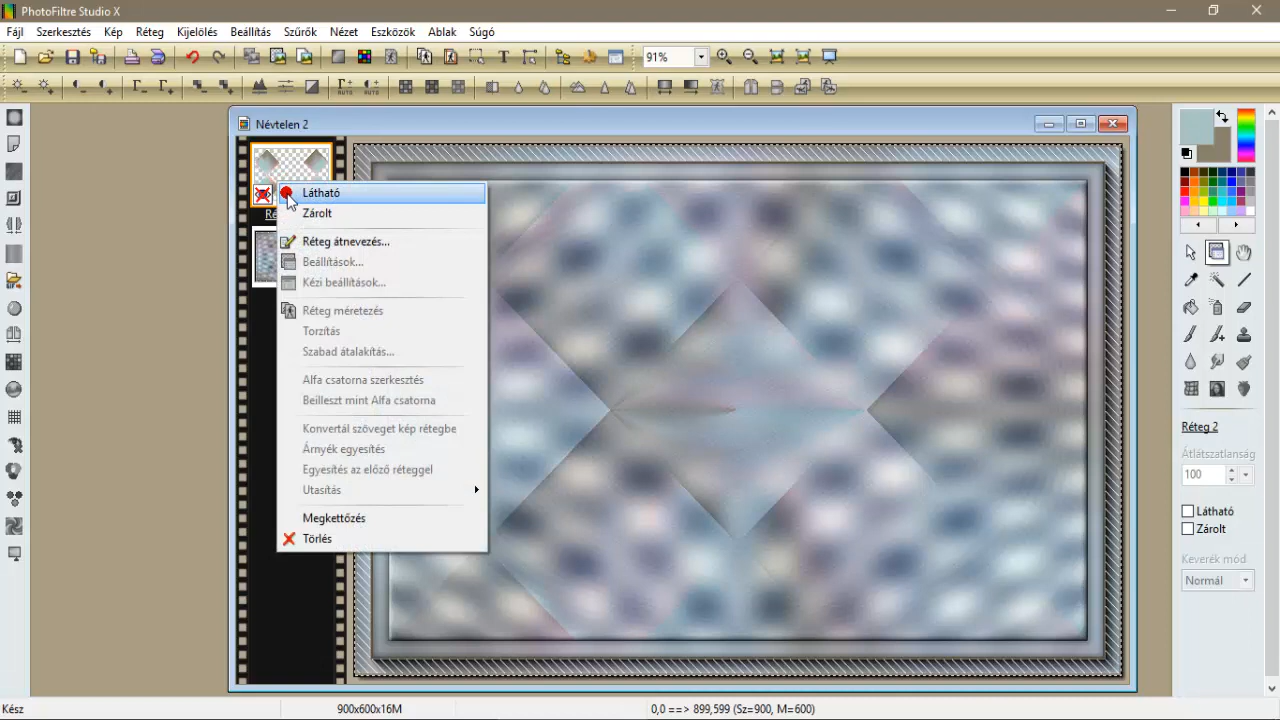 PhotoFiltre Studio X
Fájl Szerkesztés Kép Réteg Kijelölés Beállítás Szűrők Nézet Eszközök Ablak Súgó
91%
AUTO AUTO
Névtelen 2
Látható
Zárolt
Réteg átnevezés...
Beállítások...
Kézi beállítások...
Réteg méretezés
Torzítás
Szabad átalakítás...
Alfa csatorna szerkesztés
Beilleszt mint Alfa csatorna
Konvertál szöveget kép rétegbe
Árnyék egyesítés
Egyesítés az előző réteggel
Utasítás
Megkettőzés
Törlés
Réteg 2
Átlátszatlanság
100
Látható
Zárolt
Keverék mód
Normál
Kész 900x600x16M 0,0 ==> 899,599 (Sz=900, M=600)